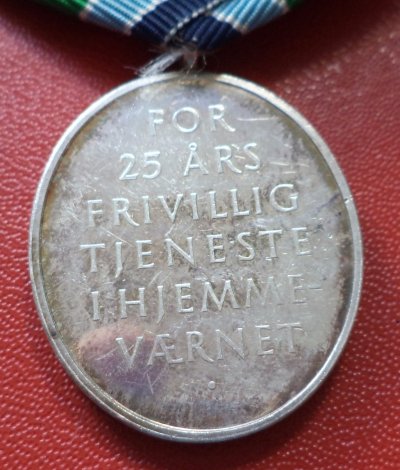 FOR
25 ÅRS
FRIVILLIG
TJENESTE
I HJEMME-
VÆRNET